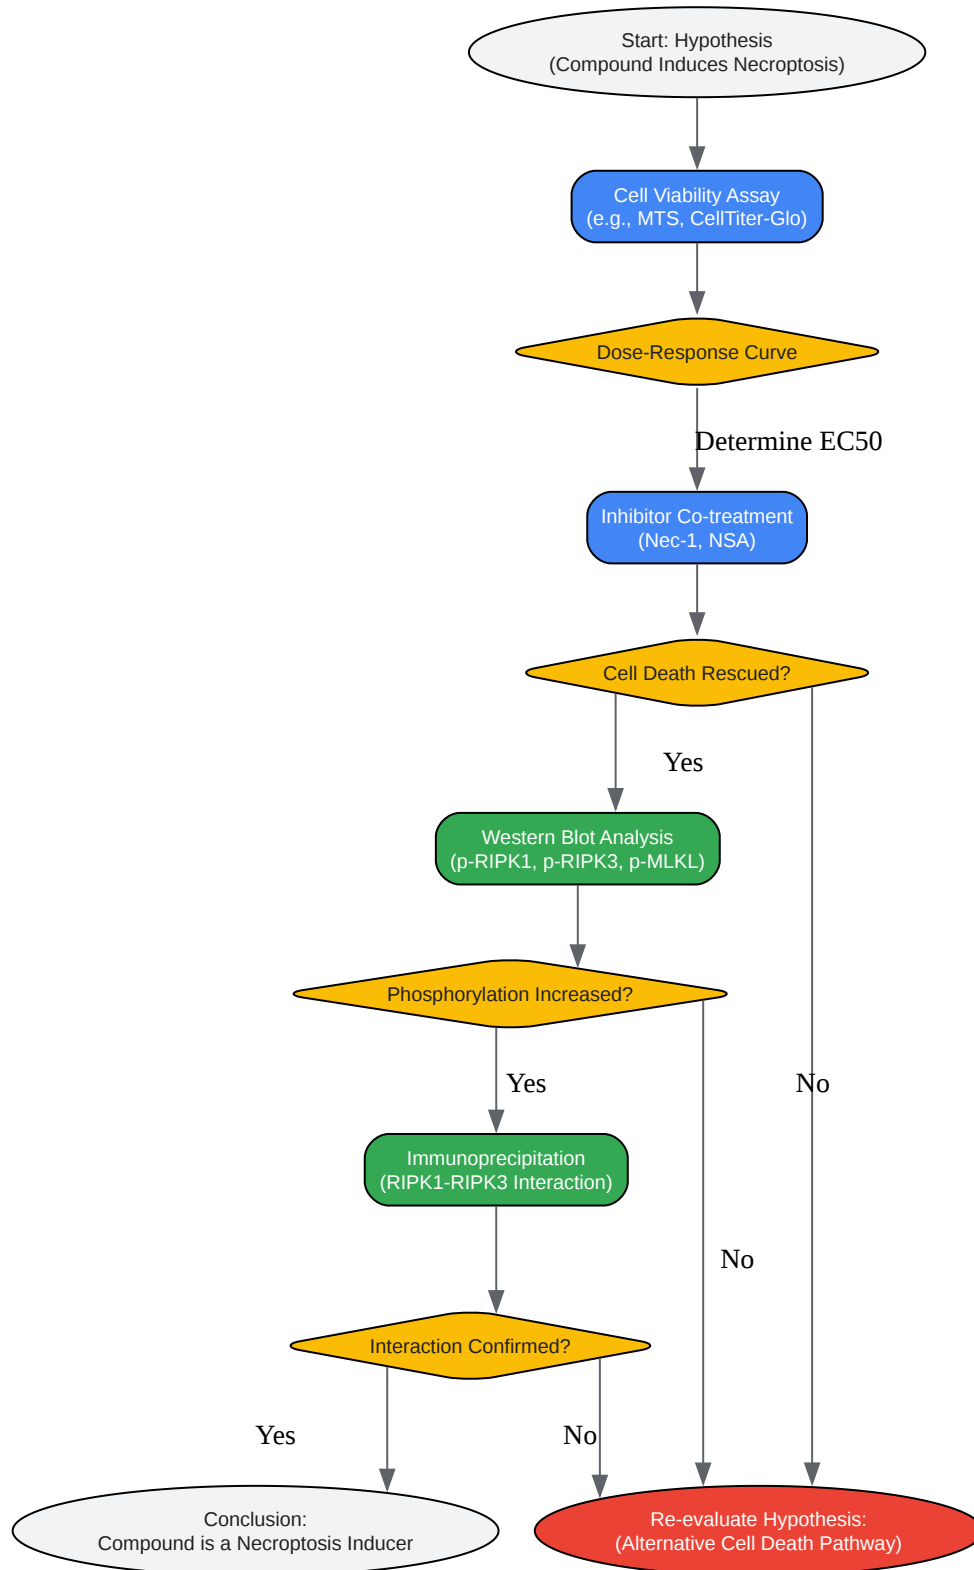 Start: Hypothesis
(Compound Induces Necroptosis)
Cell Viability Assay
(e.g., MTS, CellTiter-Glo)
Dose-Response Curve
Determine EC50
Inhibitor Co-treatment
(Nec-1, NSA)
Cell Death Rescued?
Yes
Western Blot Analysis
(p-RIPK1, p-RIPK3, p-MLKL)
Phosphorylation Increased?
Yes
No
Immunoprecipitation
(RIPK1-RIPK3 Interaction)
No
Interaction Confirmed?
Yes
No
Conclusion:
Compound is a Necroptosis Inducer
Re-evaluate Hypothesis:
(Alternative Cell Death Pathway)